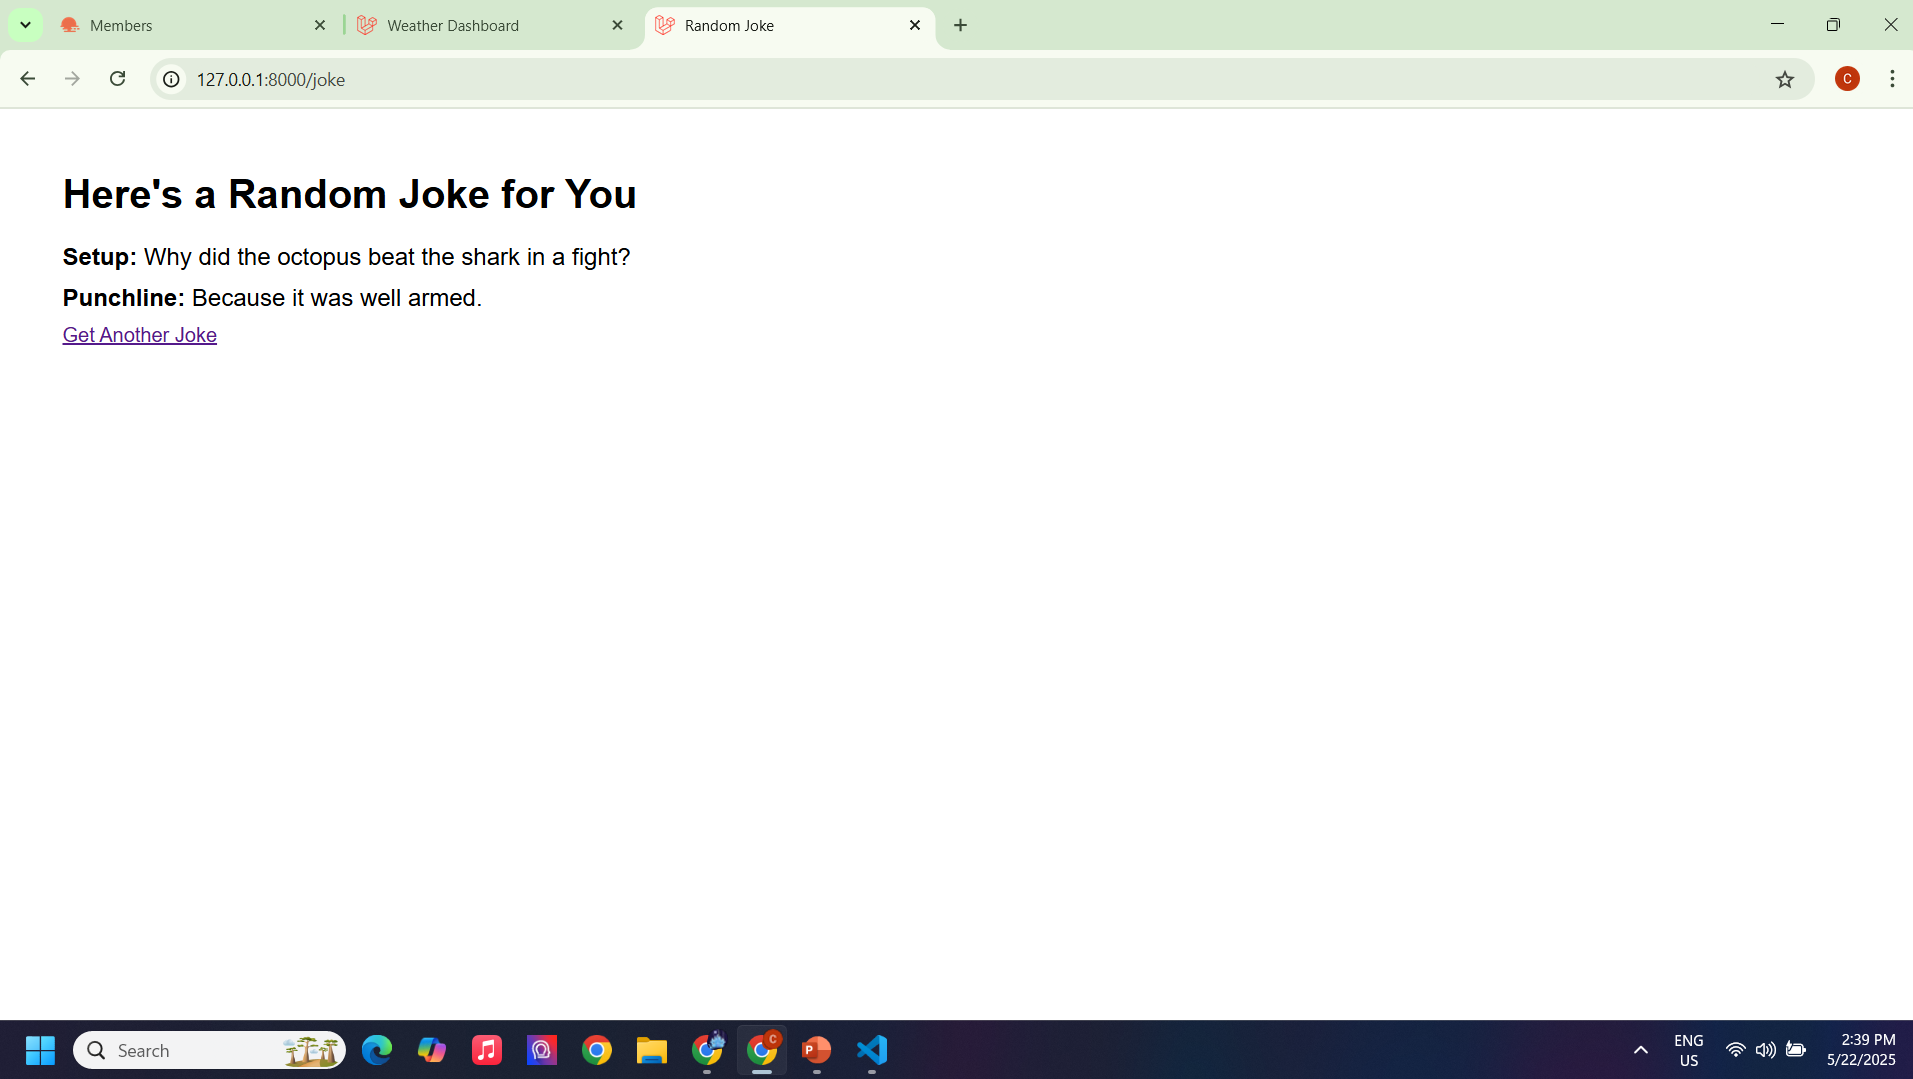 Members
Weather Dashboard
Random Joke
127.0.0.1:8000/joke
C
Here's a Random Joke for You
Setup: Why did the octopus beat the shark in a fight?
Punchline: Because it was well armed.
Get Another Joke
Search
C
P
ENG
US
2:39 PM
5/22/2025